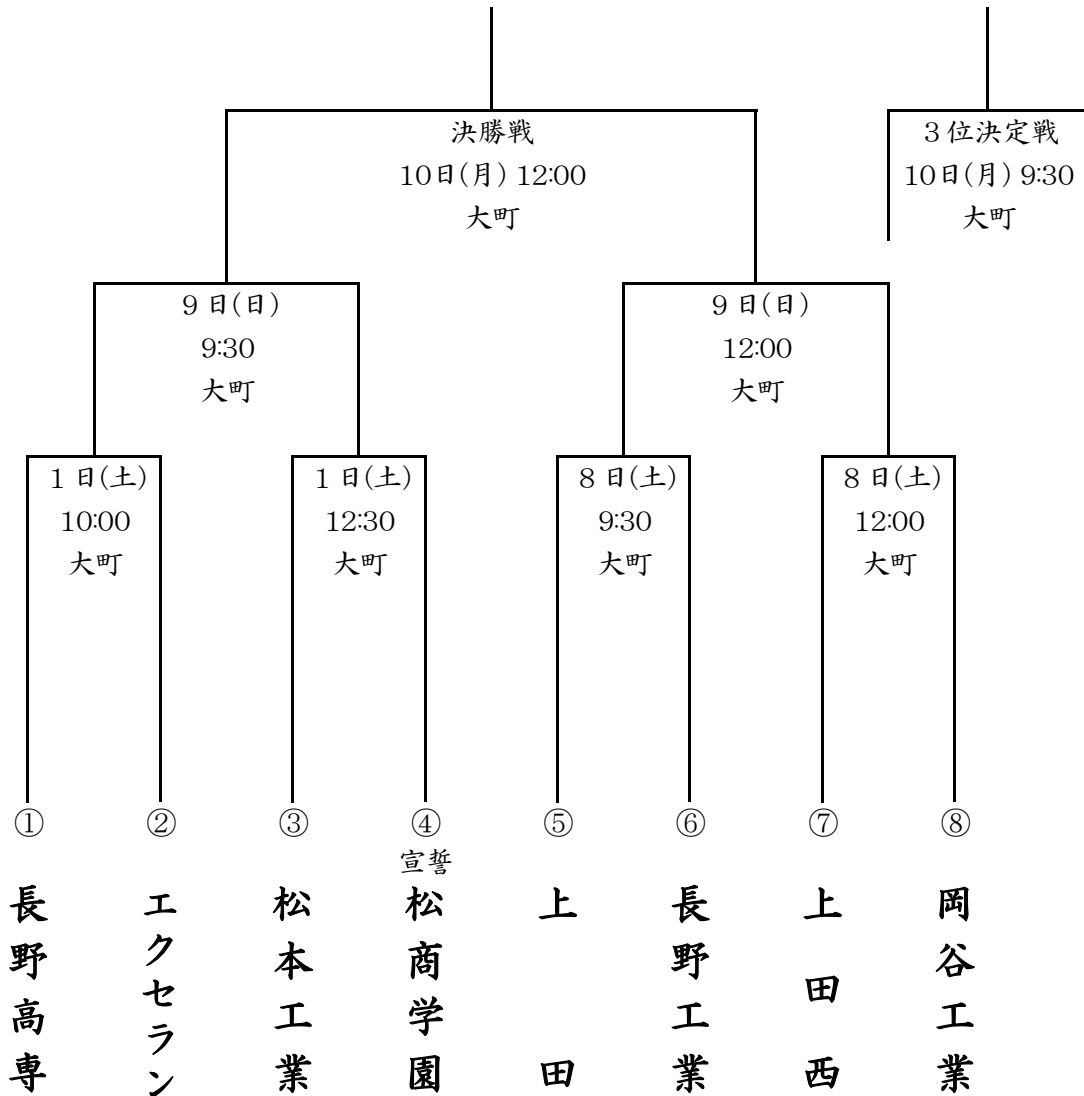 決勝戦
10日(月) 12:00
大町
3位決定戦
10日(月) 9:30
大町
9日(日)
9:30
大町
9日(日)
12:00
大町
1日(土)
10:00
大町
1日(土)
12:30
大町
8日(土)
9:30
大町
8日(土)
12:00
大町
①
長野高専
②
エクセラン
③
松本工業
④
宣誓
松商学園
⑤
上田
⑥
長野工業
⑦
上田西
⑧
岡谷工業